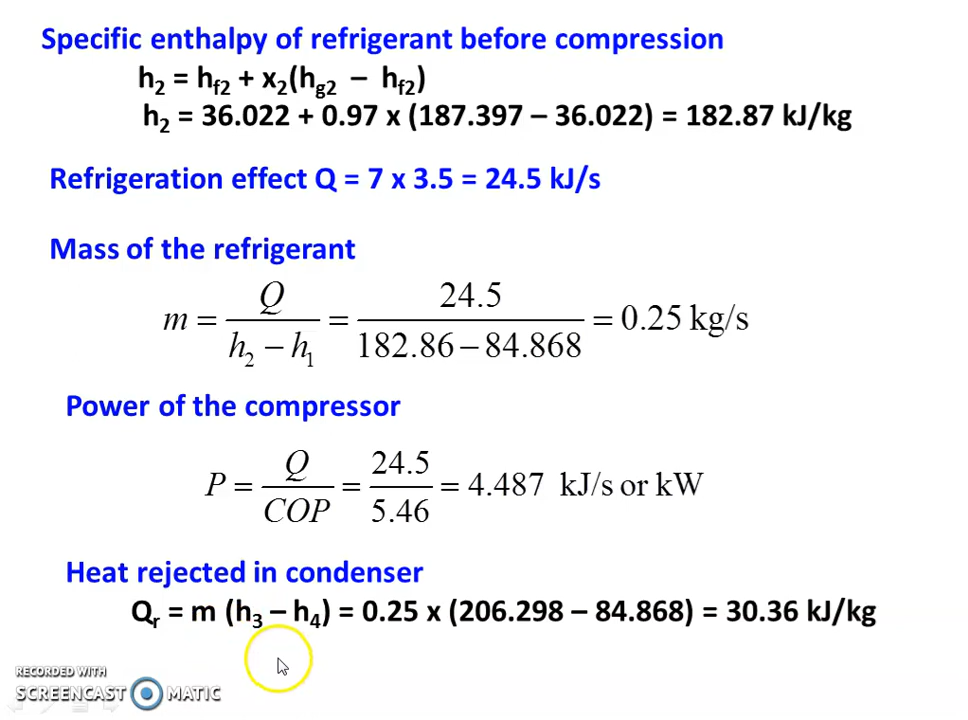 Specific enthalpy of refrigerant before compression
h₂ = h_f2 + x₂(h_g2 – h_f2)
h₂ = 36.022 + 0.97 x (187.397 – 36.022) = 182.87 kJ/kg
Refrigeration effect Q = 7 x 3.5 = 24.5 kJ/s
Mass of the refrigerant
m = Q / (h₂ − h₁) = 24.5 / (182.86 − 84.868) = 0.25 kg/s
Power of the compressor
P = Q / COP = 24.5 / 5.46 = 4.487 kJ/s or kW
Heat rejected in condenser
Q_r = m (h₃ – h₄) = 0.25 x (206.298 – 84.868) = 30.36 kJ/kg
RECORDED WITH
SCREENCAST MATIC